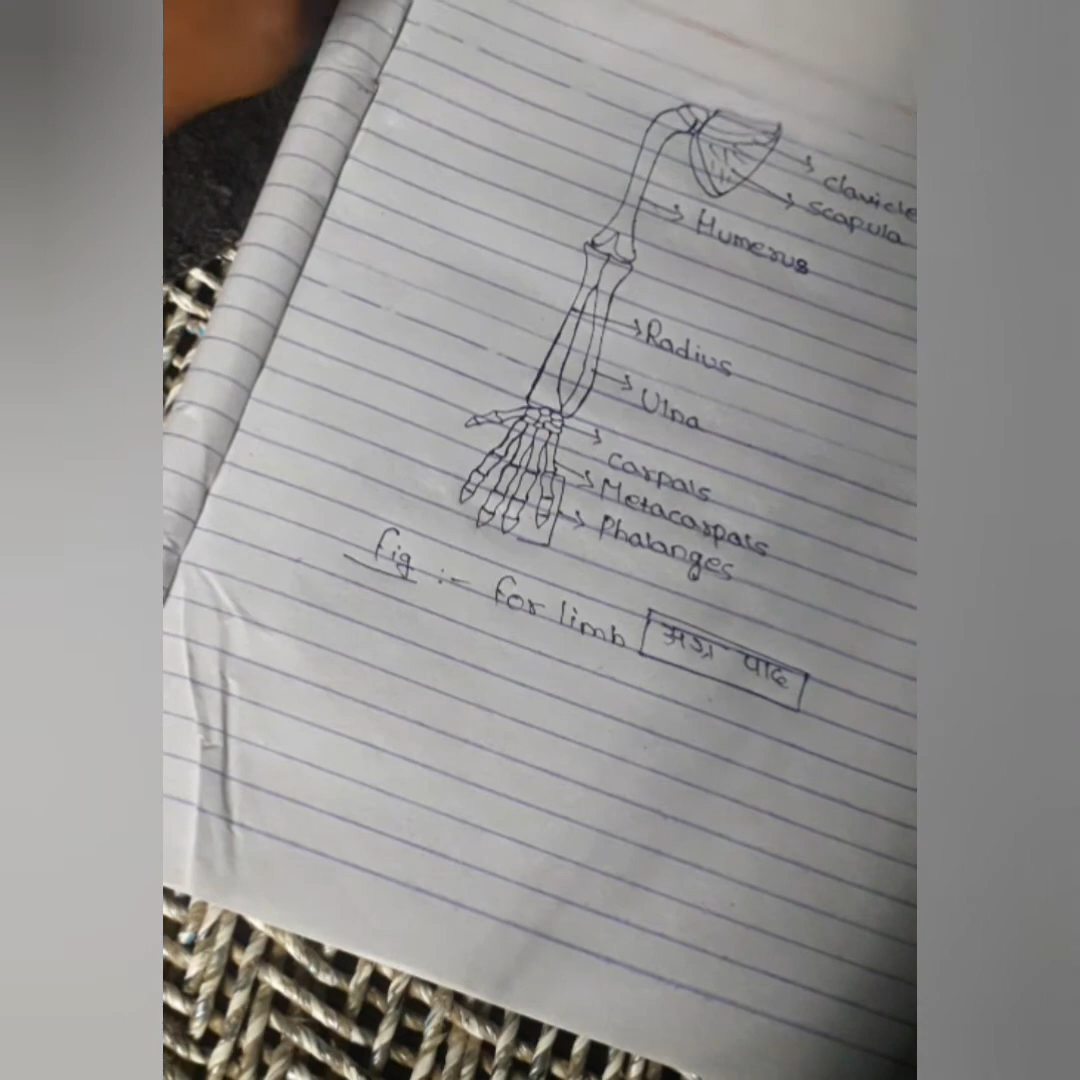 clavicle
scapula
Humerus
Radius
Ulna
carpals
Metacarpals
Phalanges
fig :- for limb अग्र पाद